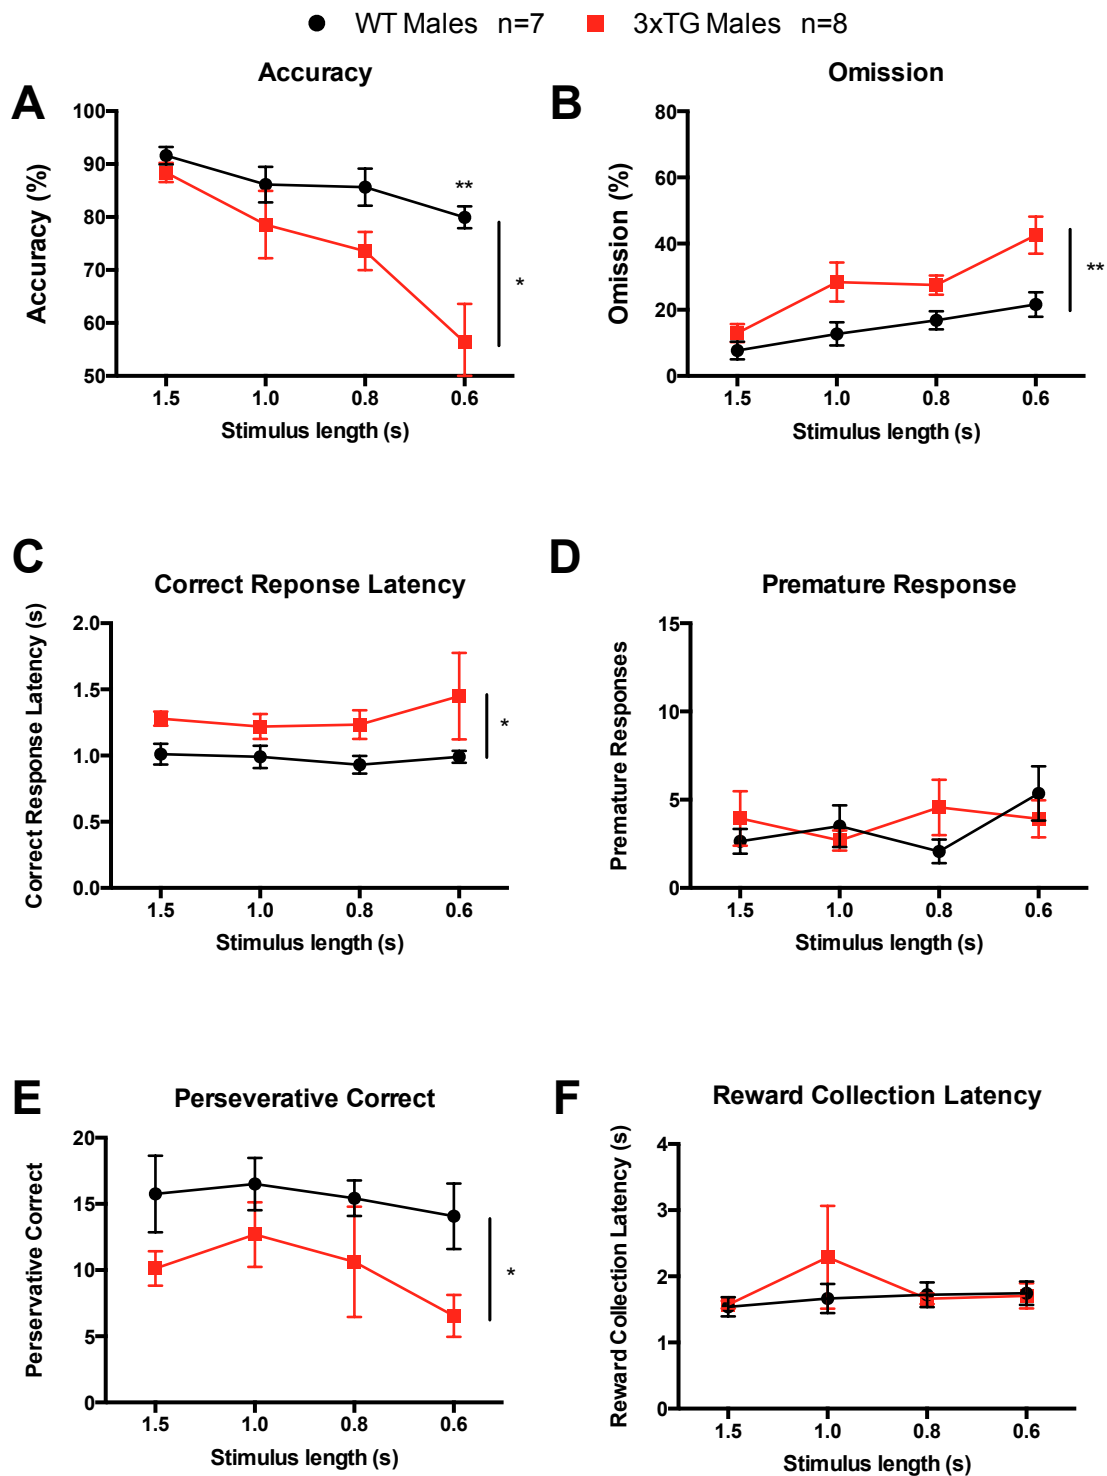 WT Males n=7 3xTG Males n=8
A
Accuracy
Accuracy (%)
100
90
80
70
60
50
**
*
1.5 1.0 0.8 0.6
Stimulus length (s)
B
Omission
Omission (%)
80
60
40
20
0
**
1.5 1.0 0.8 0.6
Stimulus length (s)
C
Correct Reponse Latency
Correct Response Latency (s)
2.0
1.5
1.0
0.5
0.0
*
1.5 1.0 0.8 0.6
Stimulus length (s)
D
Premature Response
Premature Responses
15
10
5
0
1.5 1.0 0.8 0.6
Stimulus length (s)
E
Perseverative Correct
Perservative Correct
20
15
10
5
0
*
1.5 1.0 0.8 0.6
Stimulus length (s)
F
Reward Collection Latency
Reward Collection Latency (s)
4
3
2
1
0
1.5 1.0 0.8 0.6
Stimulus length (s)